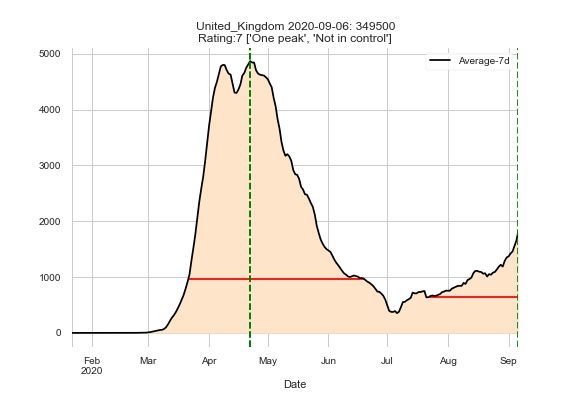 United_Kingdom 2020-09-06: 349500
Rating:7 ['One peak', 'Not in control']
Average-7d
5000
4000
3000
2000
1000
0
Feb Mar Apr May Jun Jul Aug Sep
2020
Date